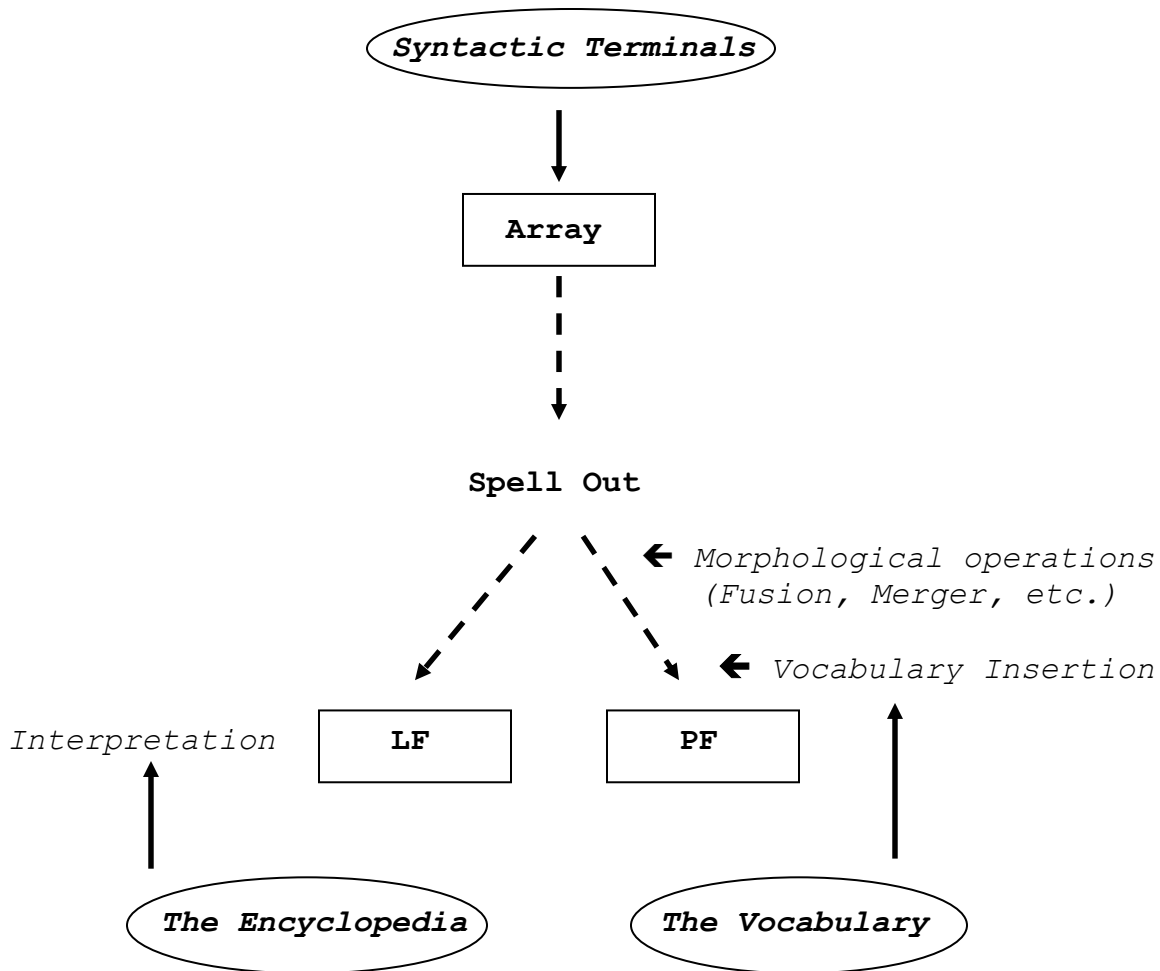 Syntactic Terminals
Array
Spell Out
Morphological operations
(Fusion, Merger, etc.)
Vocabulary Insertion
Interpretation
LF
PF
The Encyclopedia
The Vocabulary